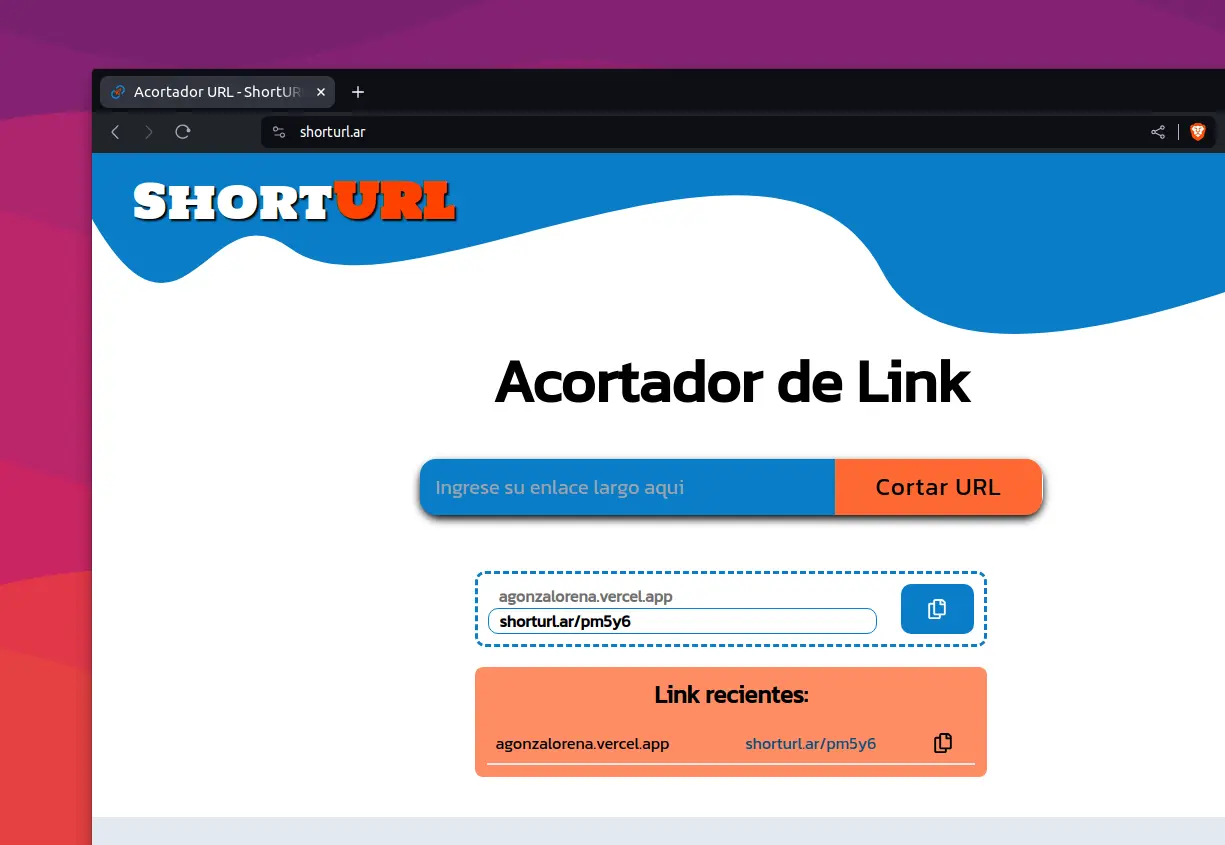 Acortador URL - ShortUR
shorturl.ar
SHORTURL
Acortador de Link
Ingrese su enlace largo aqui
Cortar URL
agonzalorena.vercel.app
shorturl.ar/pm5y6
Link recientes:
agonzalorena.vercel.app shorturl.ar/pm5y6